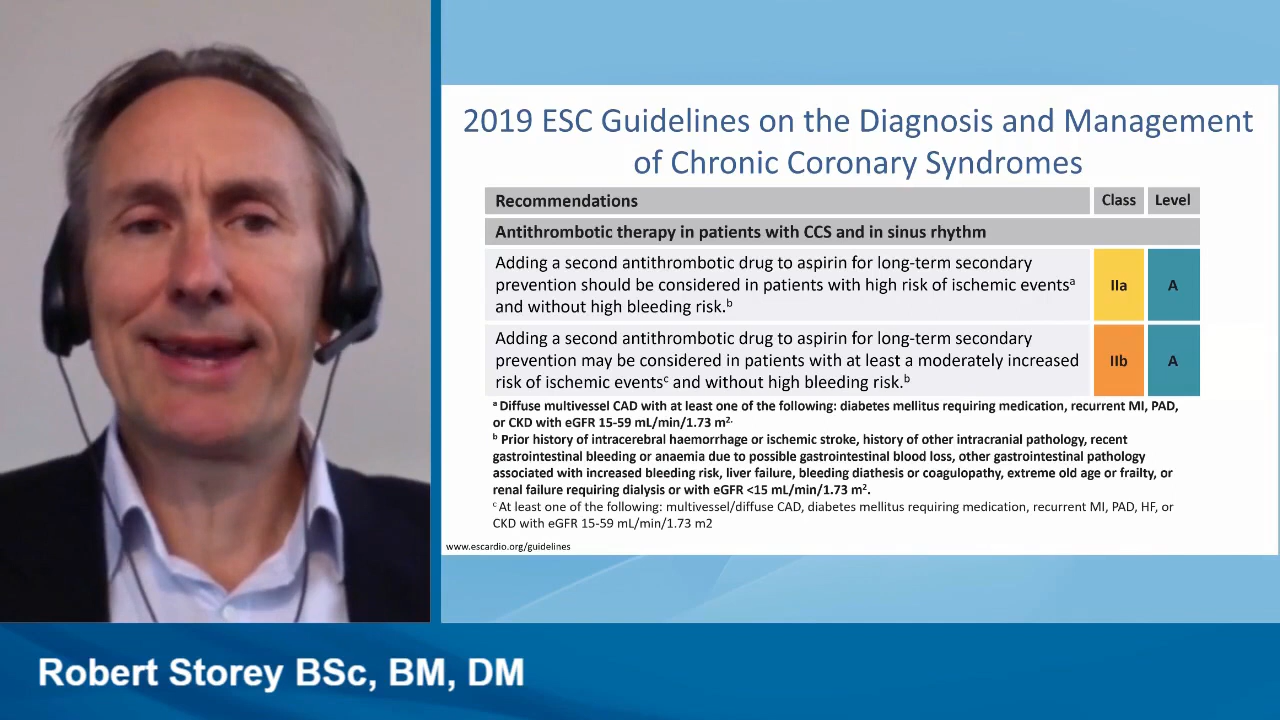 2019 ESC Guidelines on the Diagnosis and Management
of Chronic Coronary Syndromes
Recommendations Class Level
Antithrombotic therapy in patients with CCS and in sinus rhythm
Adding a second antithrombotic drug to aspirin for long-term secondary
prevention should be considered in patients with high risk of ischemic eventsᵃ
and without high bleeding risk.ᵇ
IIa A
Adding a second antithrombotic drug to aspirin for long-term secondary
prevention may be considered in patients with at least a moderately increased
risk of ischemic eventsᶜ and without high bleeding risk.ᵇ
IIb A
ᵃ Diffuse multivessel CAD with at least one of the following: diabetes mellitus requiring medication, recurrent MI, PAD,
or CKD with eGFR 15-59 mL/min/1.73 m²·
ᵇ Prior history of intracerebral haemorrhage or ischemic stroke, history of other intracranial pathology, recent
gastrointestinal bleeding or anaemia due to possible gastrointestinal blood loss, other gastrointestinal pathology
associated with increased bleeding risk, liver failure, bleeding diathesis or coagulopathy, extreme old age or frailty, or
renal failure requiring dialysis or with eGFR <15 mL/min/1.73 m².
ᶜ At least one of the following: multivessel/diffuse CAD, diabetes mellitus requiring medication, recurrent MI, PAD, HF, or
CKD with eGFR 15-59 mL/min/1.73 m2
www.escardio.org/guidelines
Robert Storey BSc, BM, DM